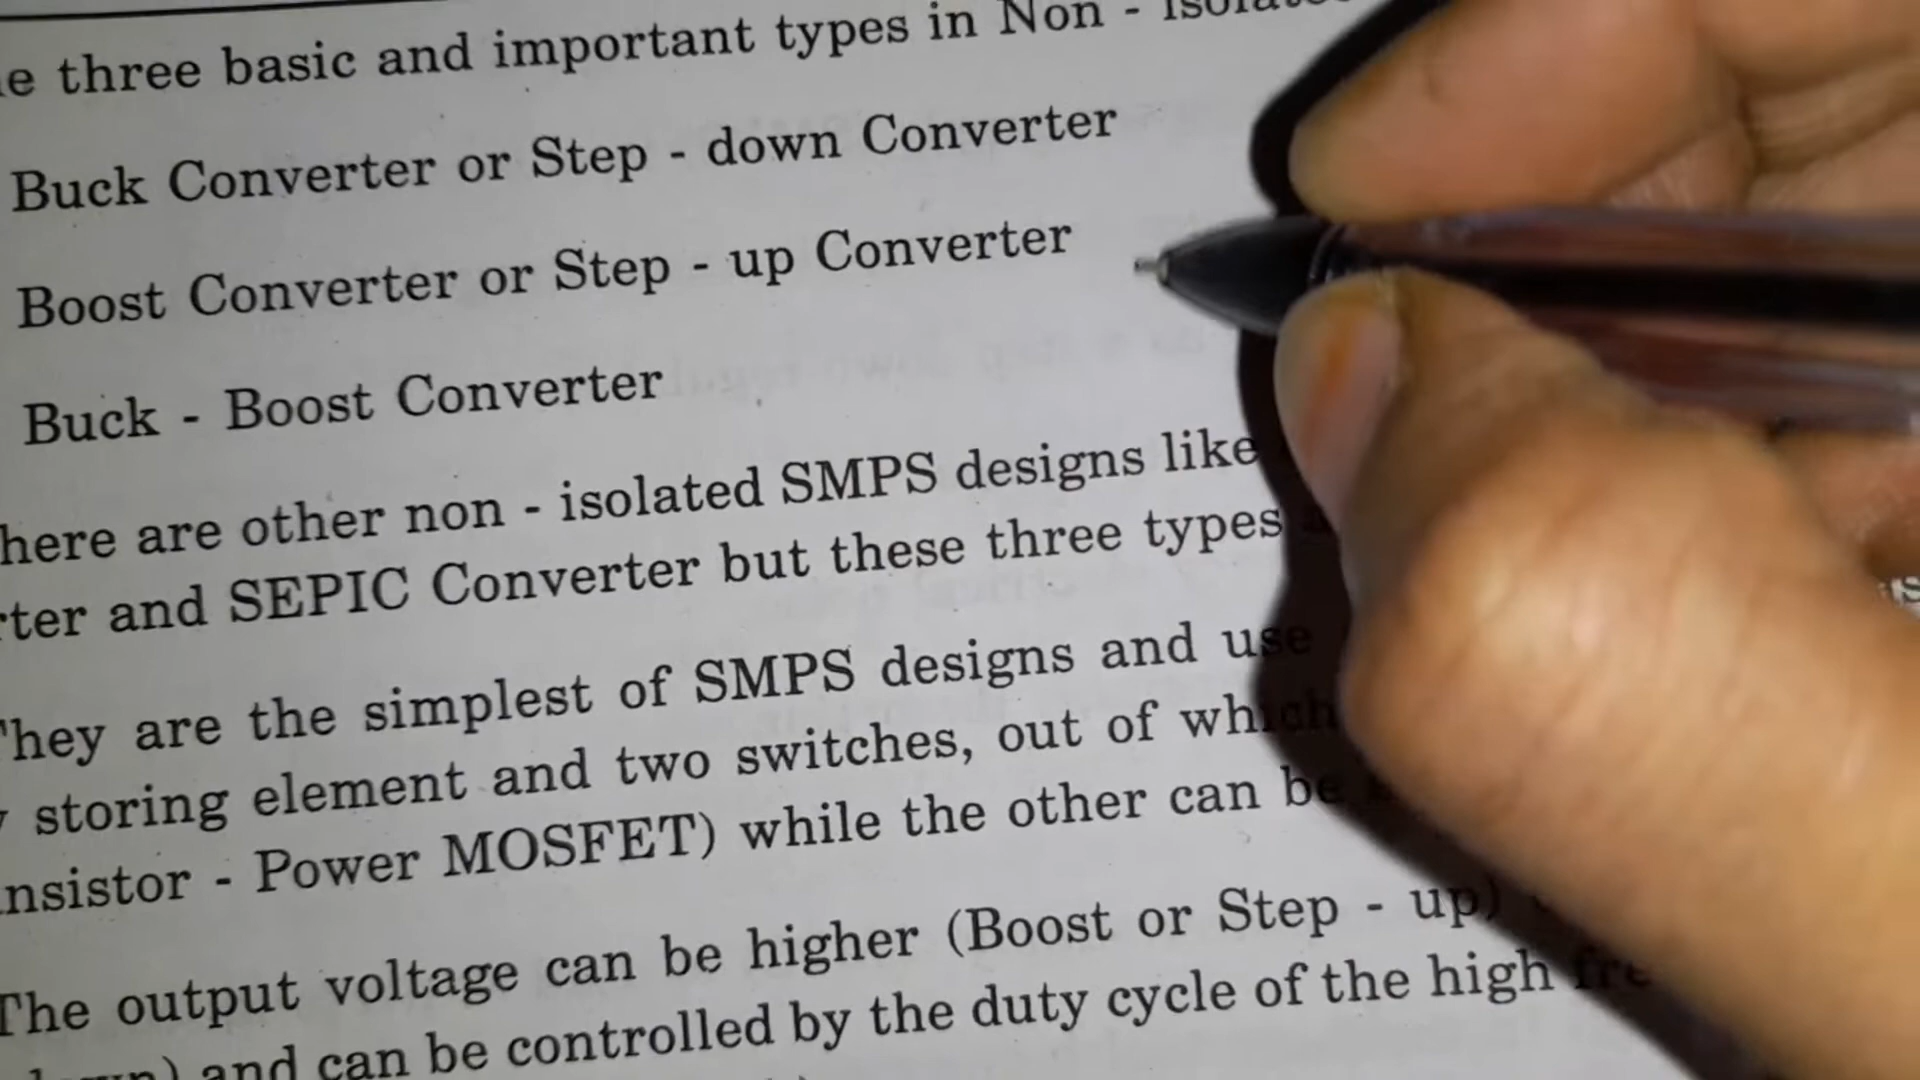 three basic and important types in Non -
Buck Converter or Step - down Converter
Boost Converter or Step - up Converter
Buck - Boost Converter
here are other non - isolated SMPS designs like
rter and SEPIC Converter but these three types
They are the simplest of SMPS designs and use
storing element and two switches, out of which
nsistor - Power MOSFET) while the other can be
The output voltage can be higher (Boost or Step - up)
and can be controlled by the duty cycle of the high